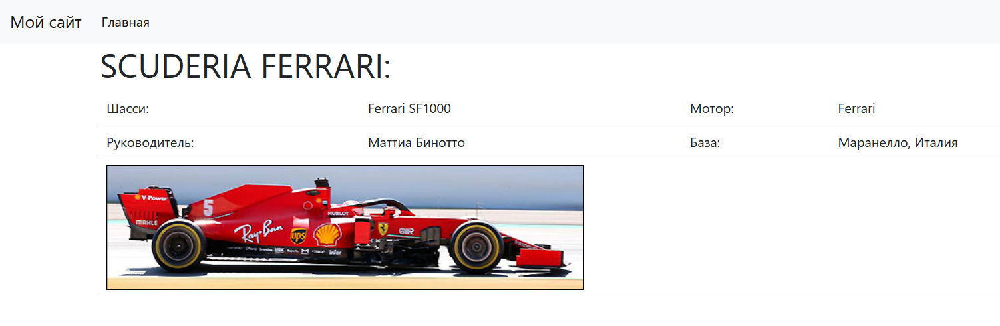 Мой сайт Главная
SCUDERIA FERRARI:
Шасси: Ferrari SF1000 Мотор: Ferrari
Руководитель: Маттиа Бинотто База: Маранелло, Италия
V-Power
5
MAHLE
HUBLOT
Ray-Ban
ups
infor